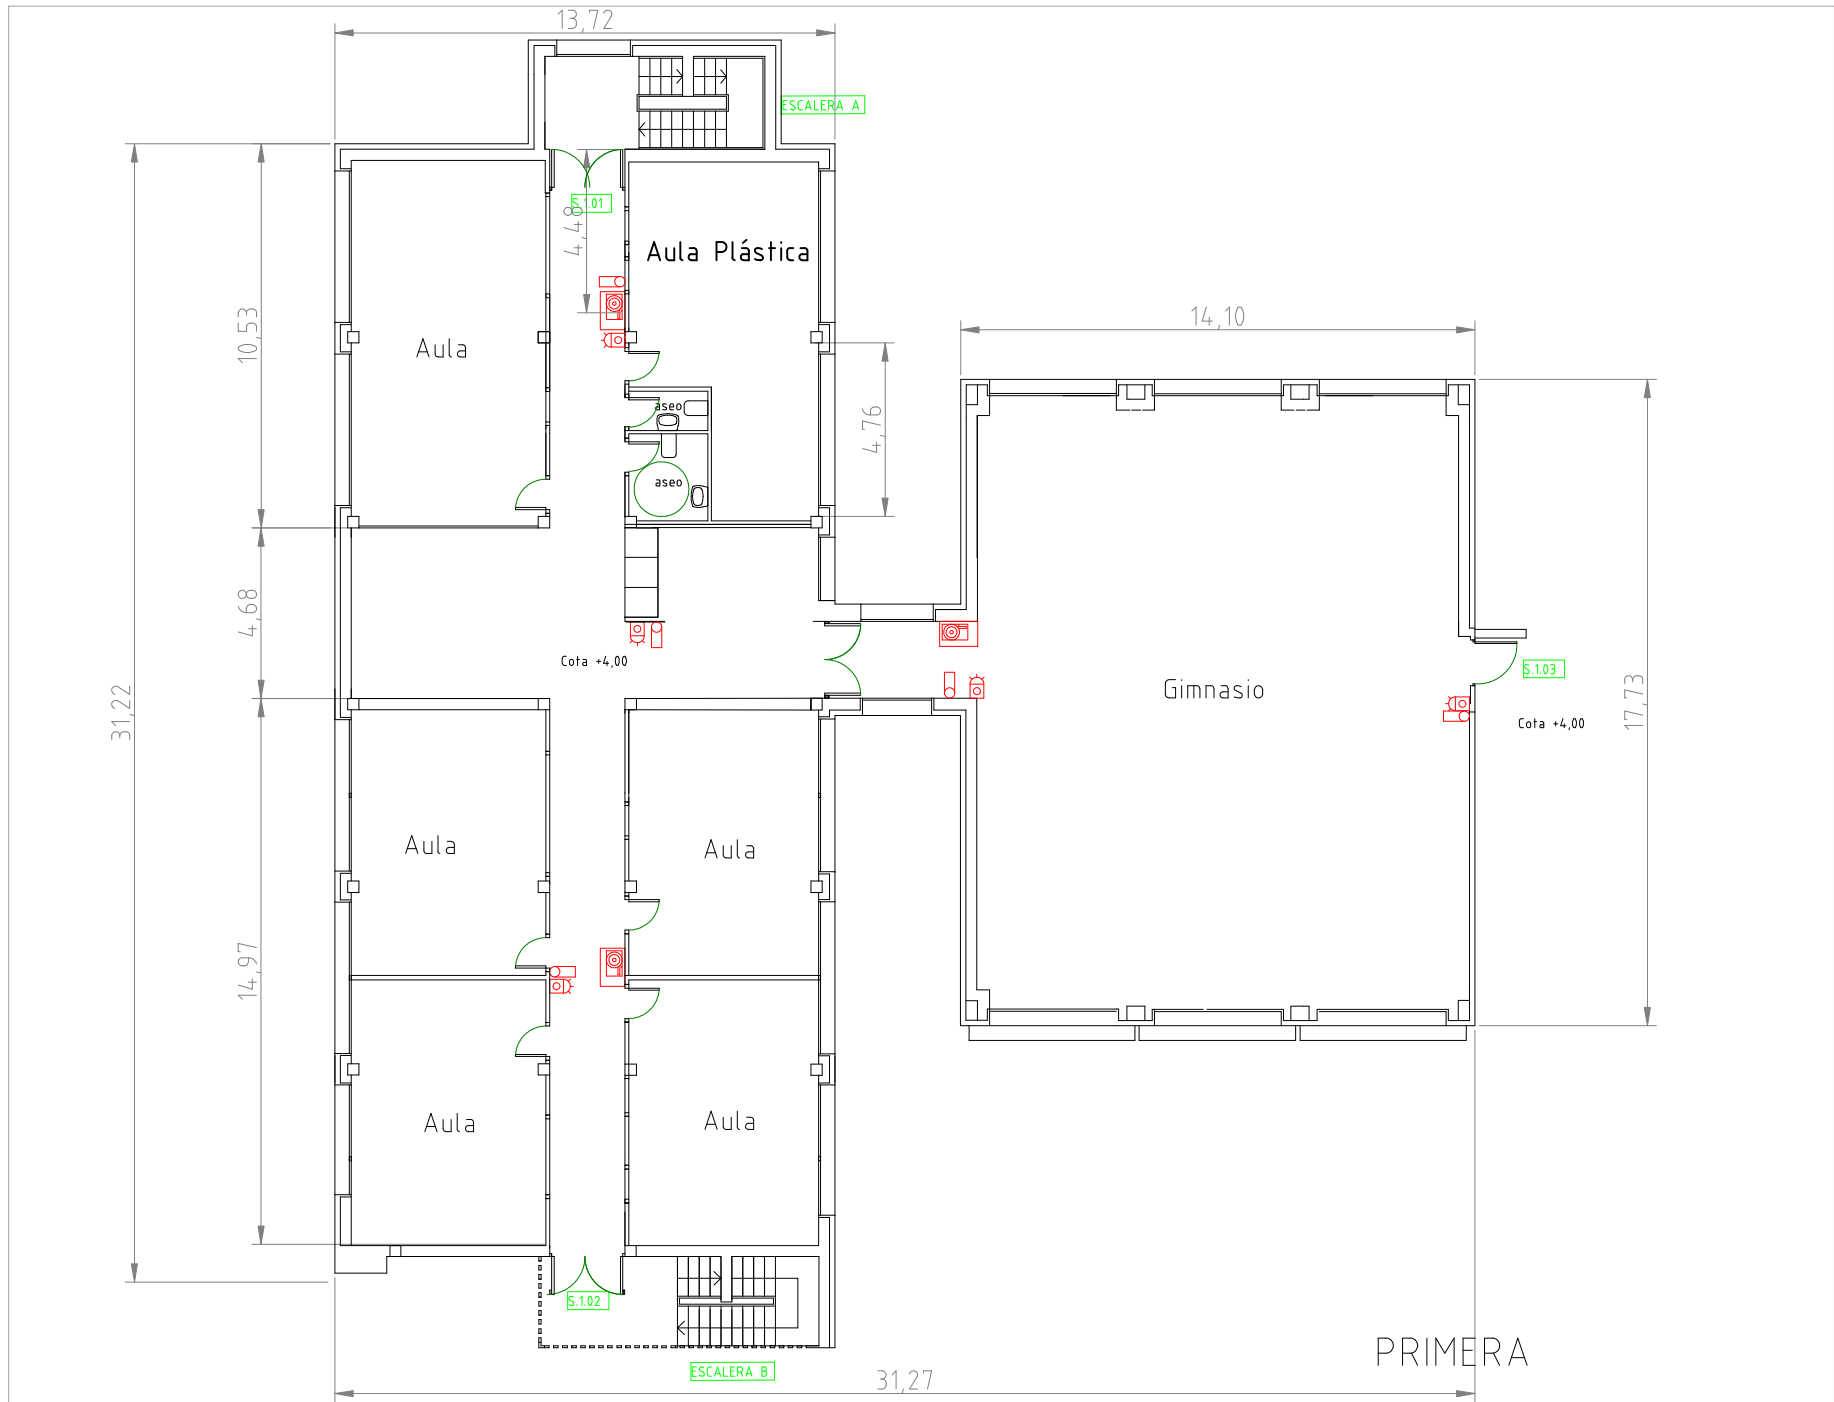 13,72
ESCALERA A
S.1.01
4,48
Aula Plástica
10,53
Aula
14,10
aseo
4,76
aseo
4,68
Cota +4,00
31,22
Gimnasio
S.1.03
17,73
Cota +4,00
Aula
Aula
14,97
Aula
Aula
S.1.02
ESCALERA B
PRIMERA
31,27